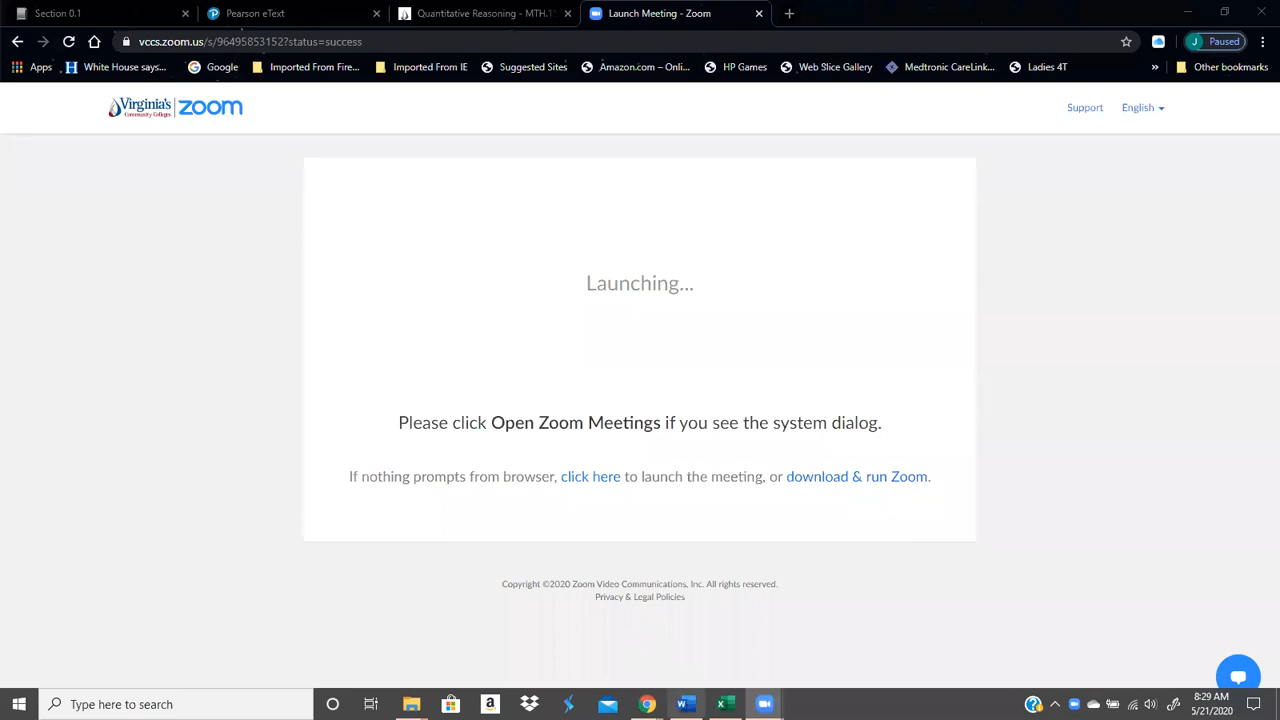 Section 0.1
Pearson eText
Quantitative Reasoning - MTH.15
Launch Meeting - Zoom
vccs.zoom.us/s/96495853152?status=success
J Paused
Apps
White House says...
Google
Imported From Fire...
Imported From IE
Suggested Sites
Amazon.com – Onli...
HP Games
Web Slice Gallery
Medtronic CareLink...
Ladies 4T
»
Other bookmarks
Virginia's
Community Colleges
zoom
Support
English
Launching...
Please click Open Zoom Meetings if you see the system dialog.
If nothing prompts from browser, click here to launch the meeting, or download & run Zoom.
Copyright ©2020 Zoom Video Communications, Inc. All rights reserved.
Privacy & Legal Policies
Type here to search
8:29 AM
5/21/2020